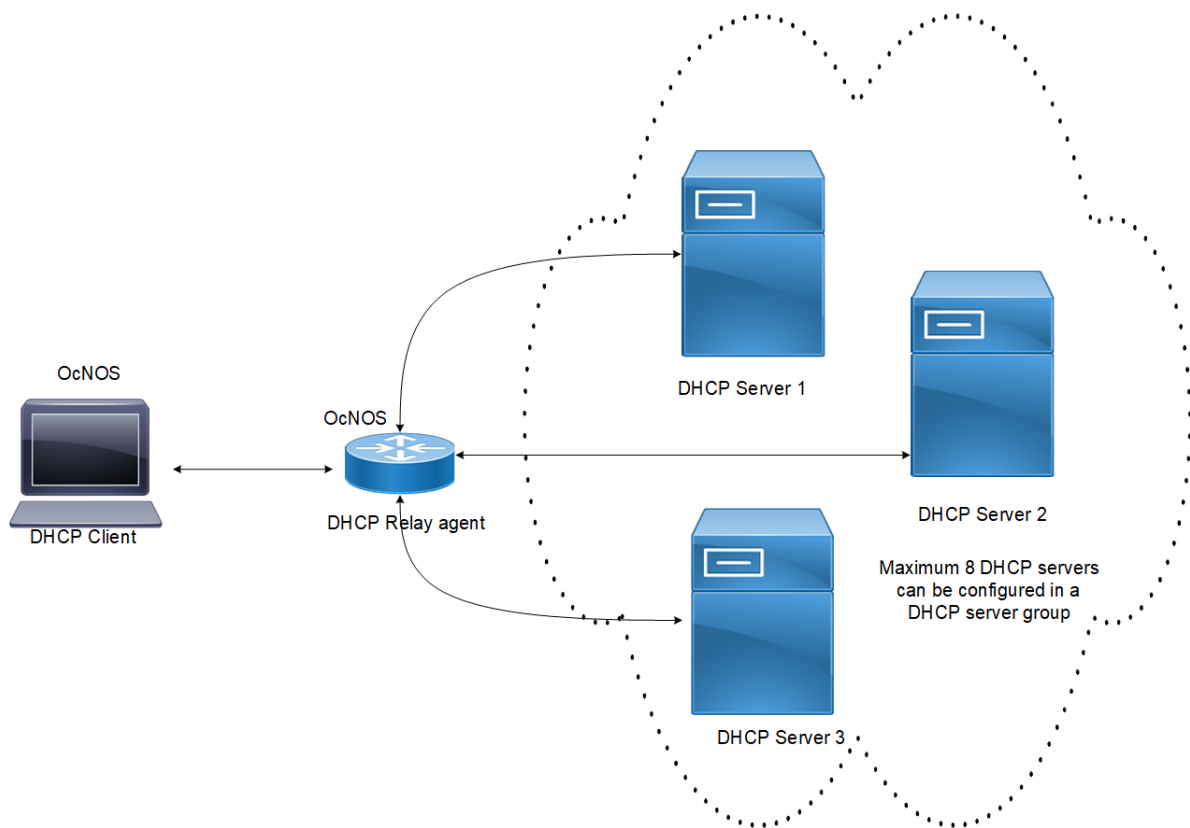 OcNOS
DHCP Client
OcNOS
DHCP Relay agent
DHCP Server 1
DHCP Server 2
Maximum 8 DHCP servers
can be configured in a
DHCP server group
DHCP Server 3